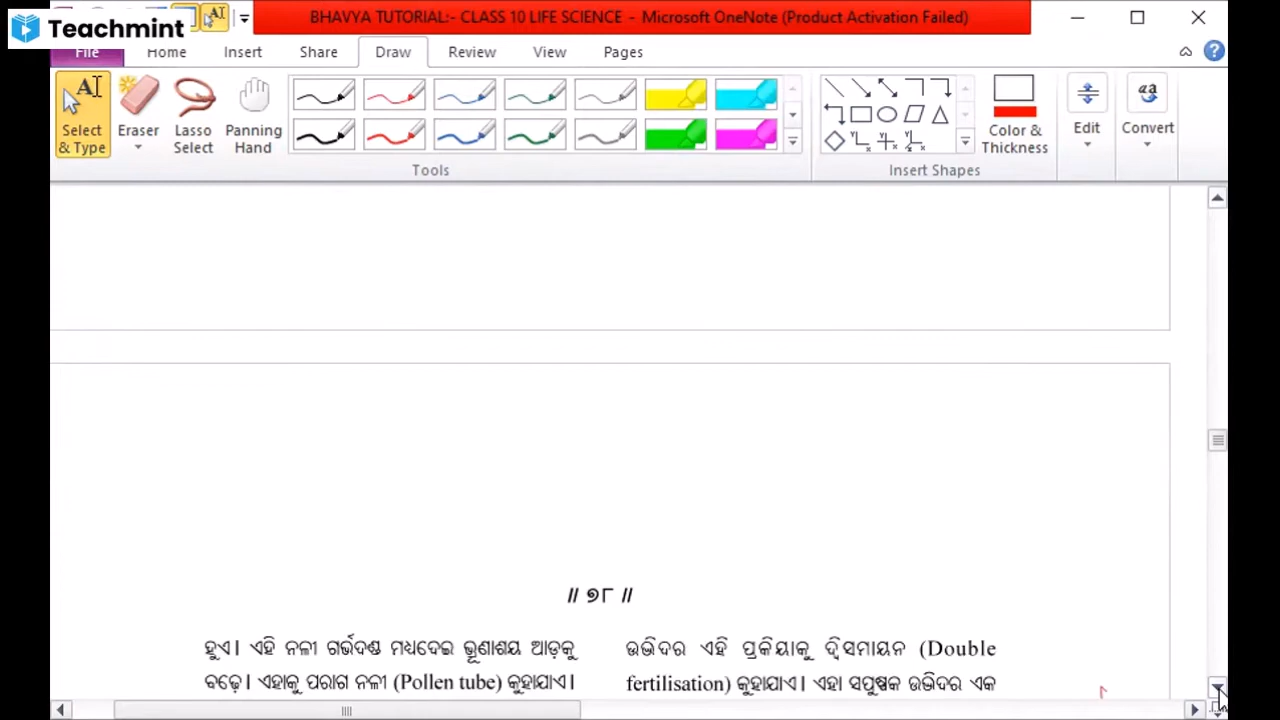 Teachmint
BHAVYA TUTORIAL:- CLASS 10 LIFE SCIENCE - Microsoft OneNote (Product Activation Failed)
File Home Insert Share Draw Review View Pages
Select & Type
Eraser
Lasso Select
Panning Hand
Color & Thickness
Edit
Convert
Tools
Insert Shapes
// ୭୮ //
ହୁଏ। ଏହି ନଳୀ ଗର୍ଭଦଣ୍ଡ ମଧ୍ୟଦେଇ ଭ୍ରୂଣାଶୟ ଆଡ଼କୁ
ବଢ଼େ। ଏହାକୁ ପରାଗ ନଳୀ (Pollen tube) କୁହାଯାଏ।
ଉଦ୍ଭିଦର ଏହି ପ୍ରକ୍ରିୟାକୁ ଦ୍ୱିସମାୟନ (Double
fertilisation) କୁହାଯାଏ। ଏହା ସପୁଷ୍ପକ ଉଦ୍ଭିଦର ଏକ